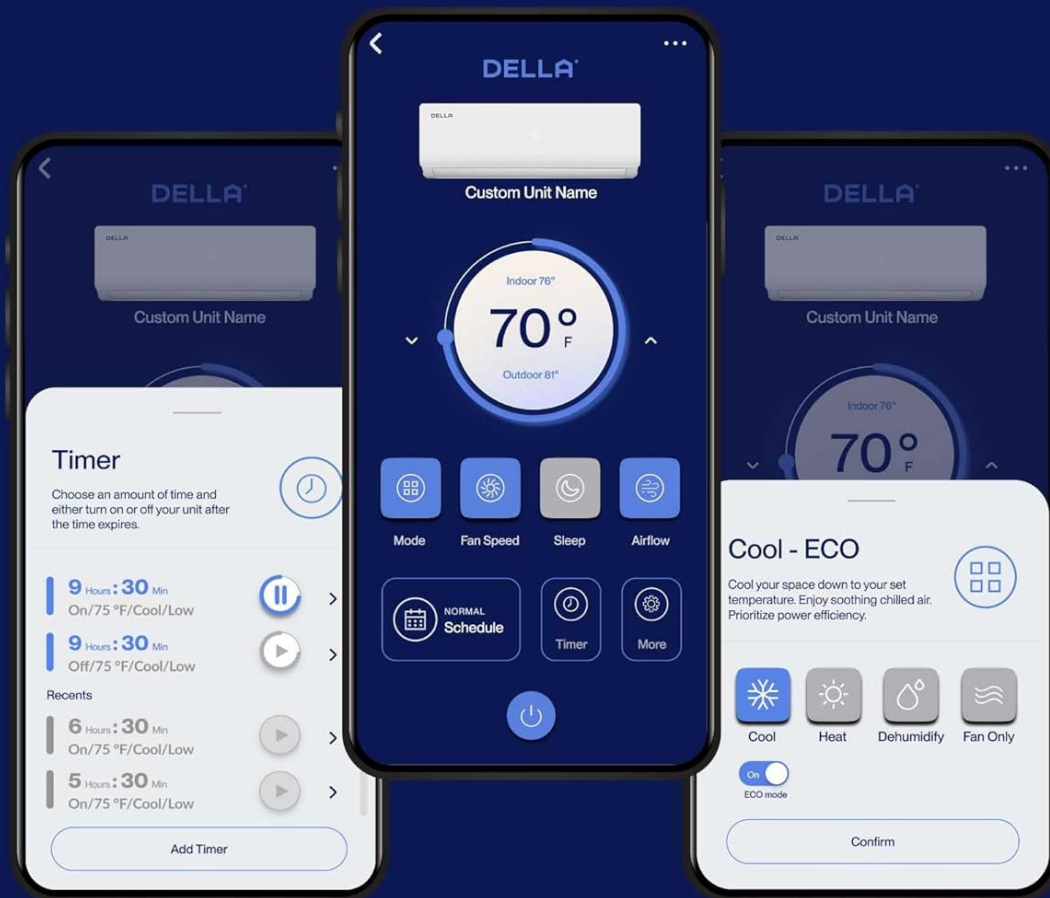 DELLA
DELLA
Custom Unit Name
Timer
Choose an amount of time and
either turn on or off your unit after
the time expires.
9 Hours : 30 Min
On/75 °F/Cool/Low
9 Hours : 30 Min
Off/75 °F/Cool/Low
Recents
6 Hours : 30 Min
On/75 °F/Cool/Low
5 Hours : 30 Min
On/75 °F/Cool/Low
Add Timer
DELLA
DELLA
Custom Unit Name
Indoor 76°
70°F
Outdoor 81°
Mode Fan Speed Sleep Airflow
NORMAL
Schedule
Timer
More
DELLA
DELLA
Custom Unit Name
Indoor 76°
70°F
Cool - ECO
Cool your space down to your set
temperature. Enjoy soothing chilled air.
Prioritize power efficiency.
Cool Heat Dehumidify Fan Only
On
ECO mode
Confirm